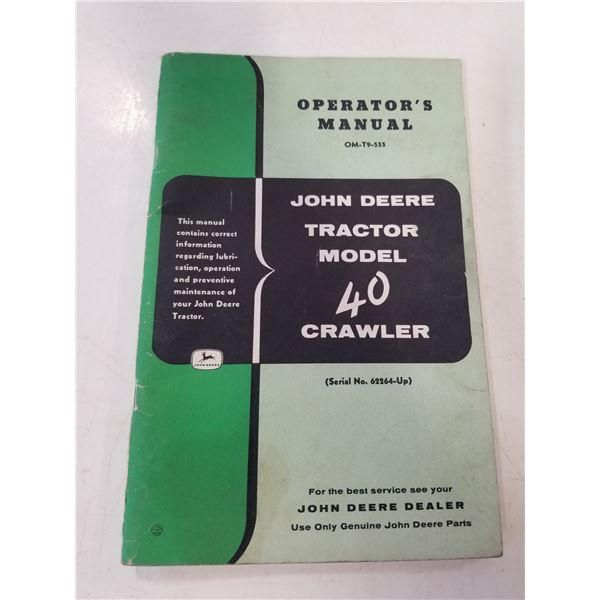 OPERATOR'S
MANUAL
OM-T9-555
This manual
contains correct
information
regarding lubri-
cation, operation
and preventive
maintenance of
your John Deere
Tractor.
JOHN DEERE
JOHN DEERE
TRACTOR
MODEL
40
CRAWLER
(Serial No. 62264-Up)
For the best service see your
JOHN DEERE DEALER
Use Only Genuine John Deere Parts